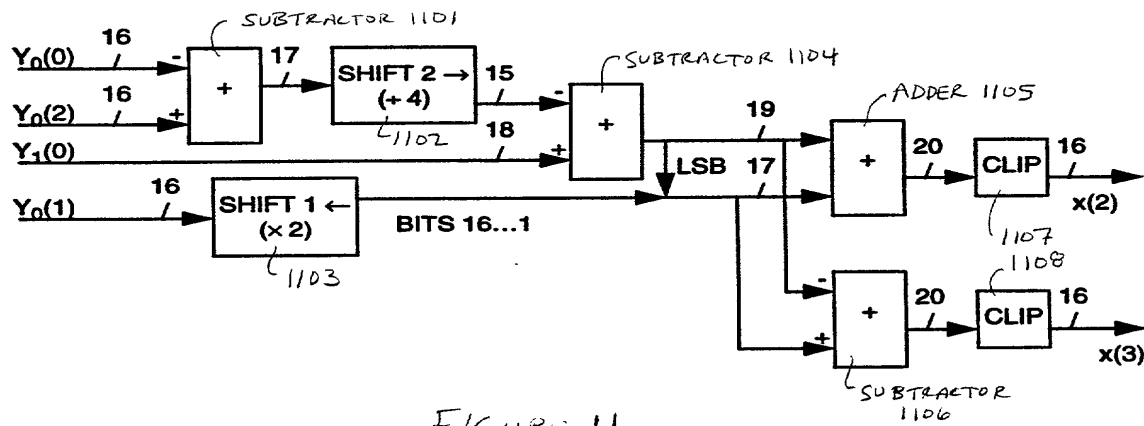 SUBTRACTOR 1101
Y0(0)
16
-
+
17
SHIFT 2 →
(÷ 4)
1102
15
SUBTRACTOR 1104
Y0(2)
16
+
Y1(0)
18
-
+
+
19
LSB
17
ADDER 1105
+
20
CLIP
1107
16
x(2)
Y0(1)
16
SHIFT 1 ←
(× 2)
1103
BITS 16...1
-
+
+
20
1108
CLIP
16
x(3)
SUBTRACTOR
1106
FIGURE 11